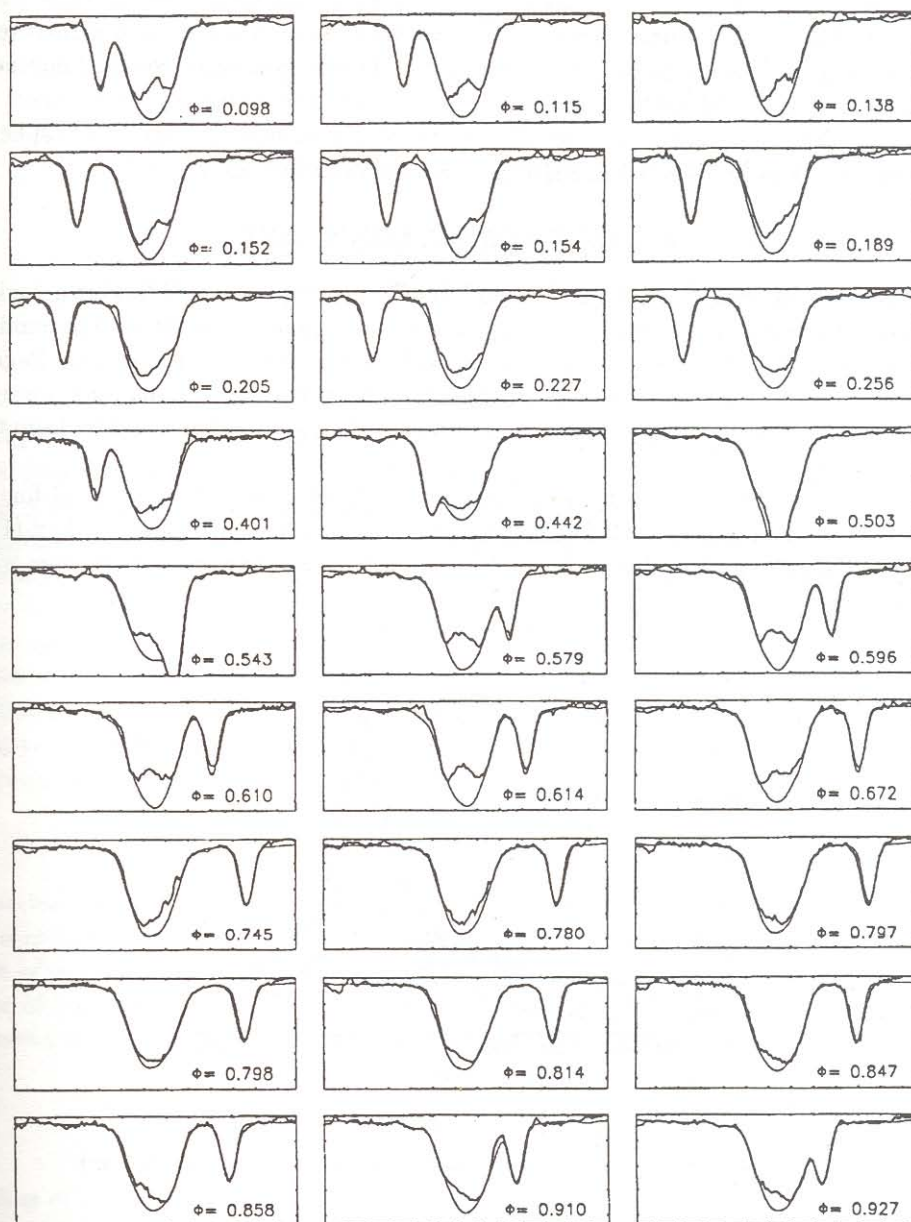 Φ= 0.098
Φ= 0.115
Φ= 0.138
Φ= 0.152
Φ= 0.154
Φ= 0.189
Φ= 0.205
Φ= 0.227
Φ= 0.256
Φ= 0.401
Φ= 0.442
Φ= 0.503
Φ= 0.543
Φ= 0.579
Φ= 0.596
Φ= 0.610
Φ= 0.614
Φ= 0.672
Φ= 0.745
Φ= 0.780
Φ= 0.797
Φ= 0.798
Φ= 0.814
Φ= 0.847
Φ= 0.858
Φ= 0.910
Φ= 0.927